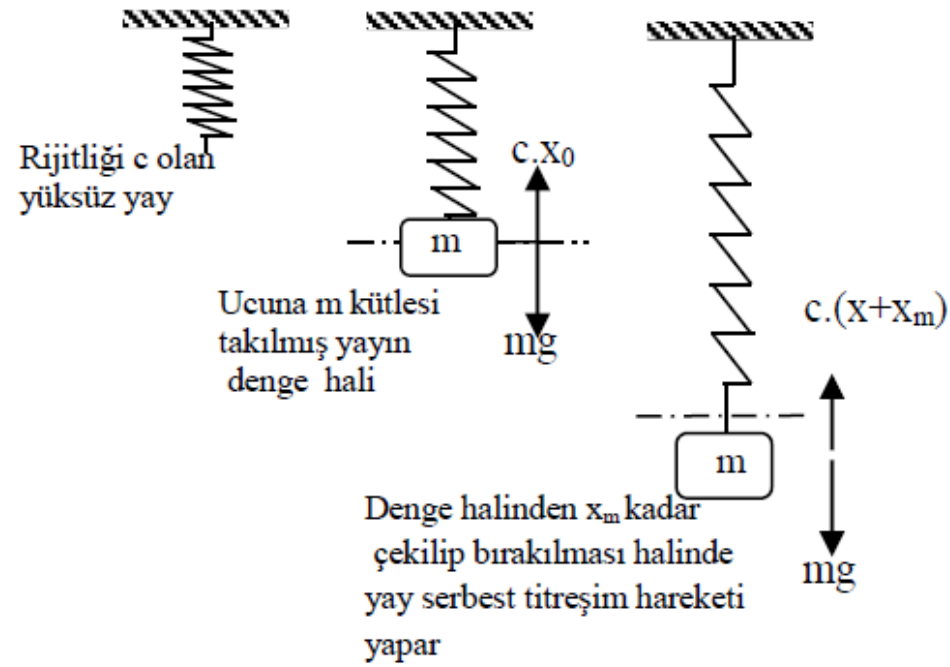 Rijitliği c olan
yüksüz yay
c.x₀
m
Ucuna m kütlesi
takılmış yayın
denge hali
mg
c.(x+xₘ)
m
Denge halinden xₘ kadar
çekilip bırakılması halinde
yay serbest titreşim hareketi
yapar
mg